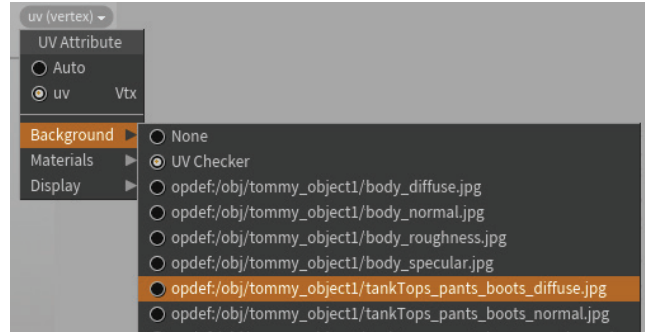 uv (vertex)
UV Attribute
Auto
uv Vtx
Background
Materials
Display
None
UV Checker
opdef:/obj/tommy_object1/body_diffuse.jpg
opdef:/obj/tommy_object1/body_normal.jpg
opdef:/obj/tommy_object1/body_roughness.jpg
opdef:/obj/tommy_object1/body_specular.jpg
opdef:/obj/tommy_object1/tankTops_pants_boots_diffuse.jpg
opdef:/obj/tommy_object1/tankTops_pants_boots_normal.jpg